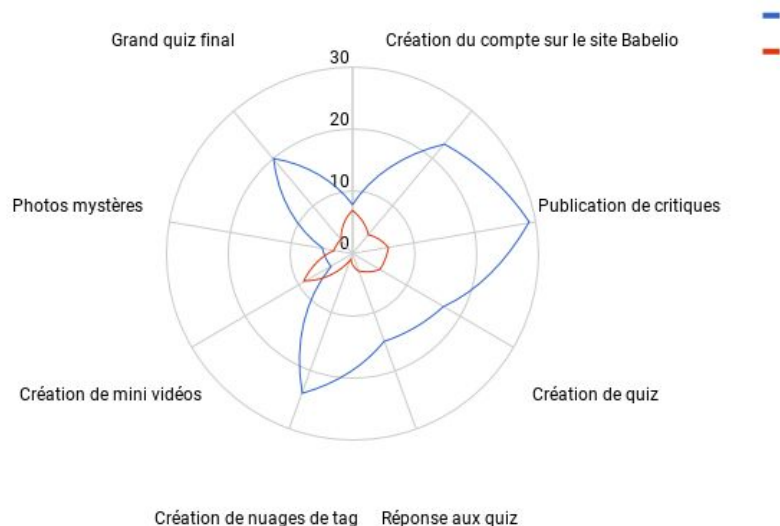 Grand quiz final
Création du compte sur le site Babelio
30
20
Photos mystères
Publication de critiques
10
0
Création de mini vidéos
Création de quiz
Création de nuages de tag
Réponse aux quiz